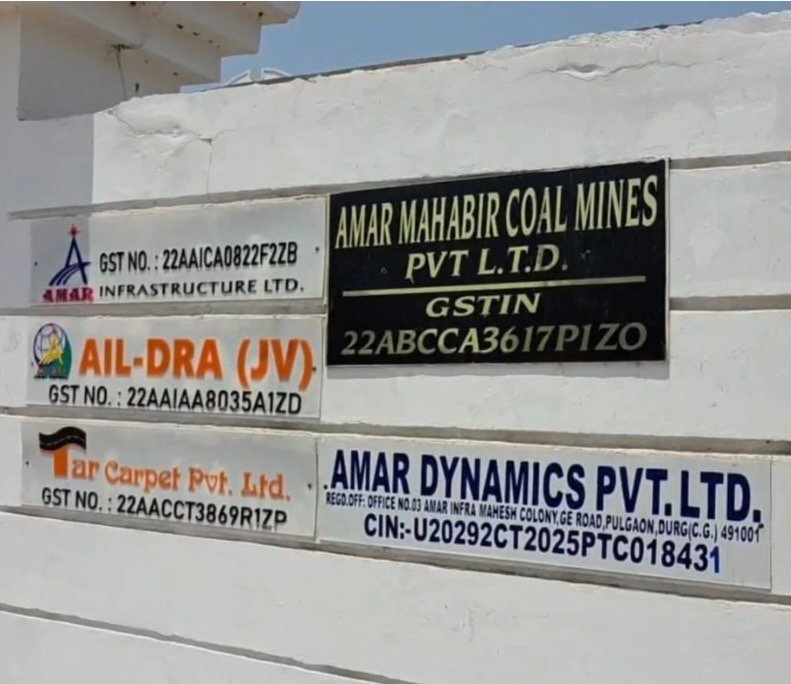 GST NO. : 22AAICA0822F2ZB
AMAR INFRASTRUCTURE LTD.
AIL-DRA (JV)
GST NO. : 22AAIAA8035A1ZD
Tar Carpet Pvt. Ltd.
GST NO. : 22AACCT3869R1ZP
AMAR MAHABIR COAL MINES
PVT L.T.D.
GSTIN
22ABCCA3617P1ZO
.AMAR DYNAMICS PVT.LTD.
REGD.OFF: OFFICE NO.03 AMAR INFRA MAHESH COLONY,GE ROAD,PULGAON,DURG(C.G.) 491001
CIN:-U20292CT2025PTC018431